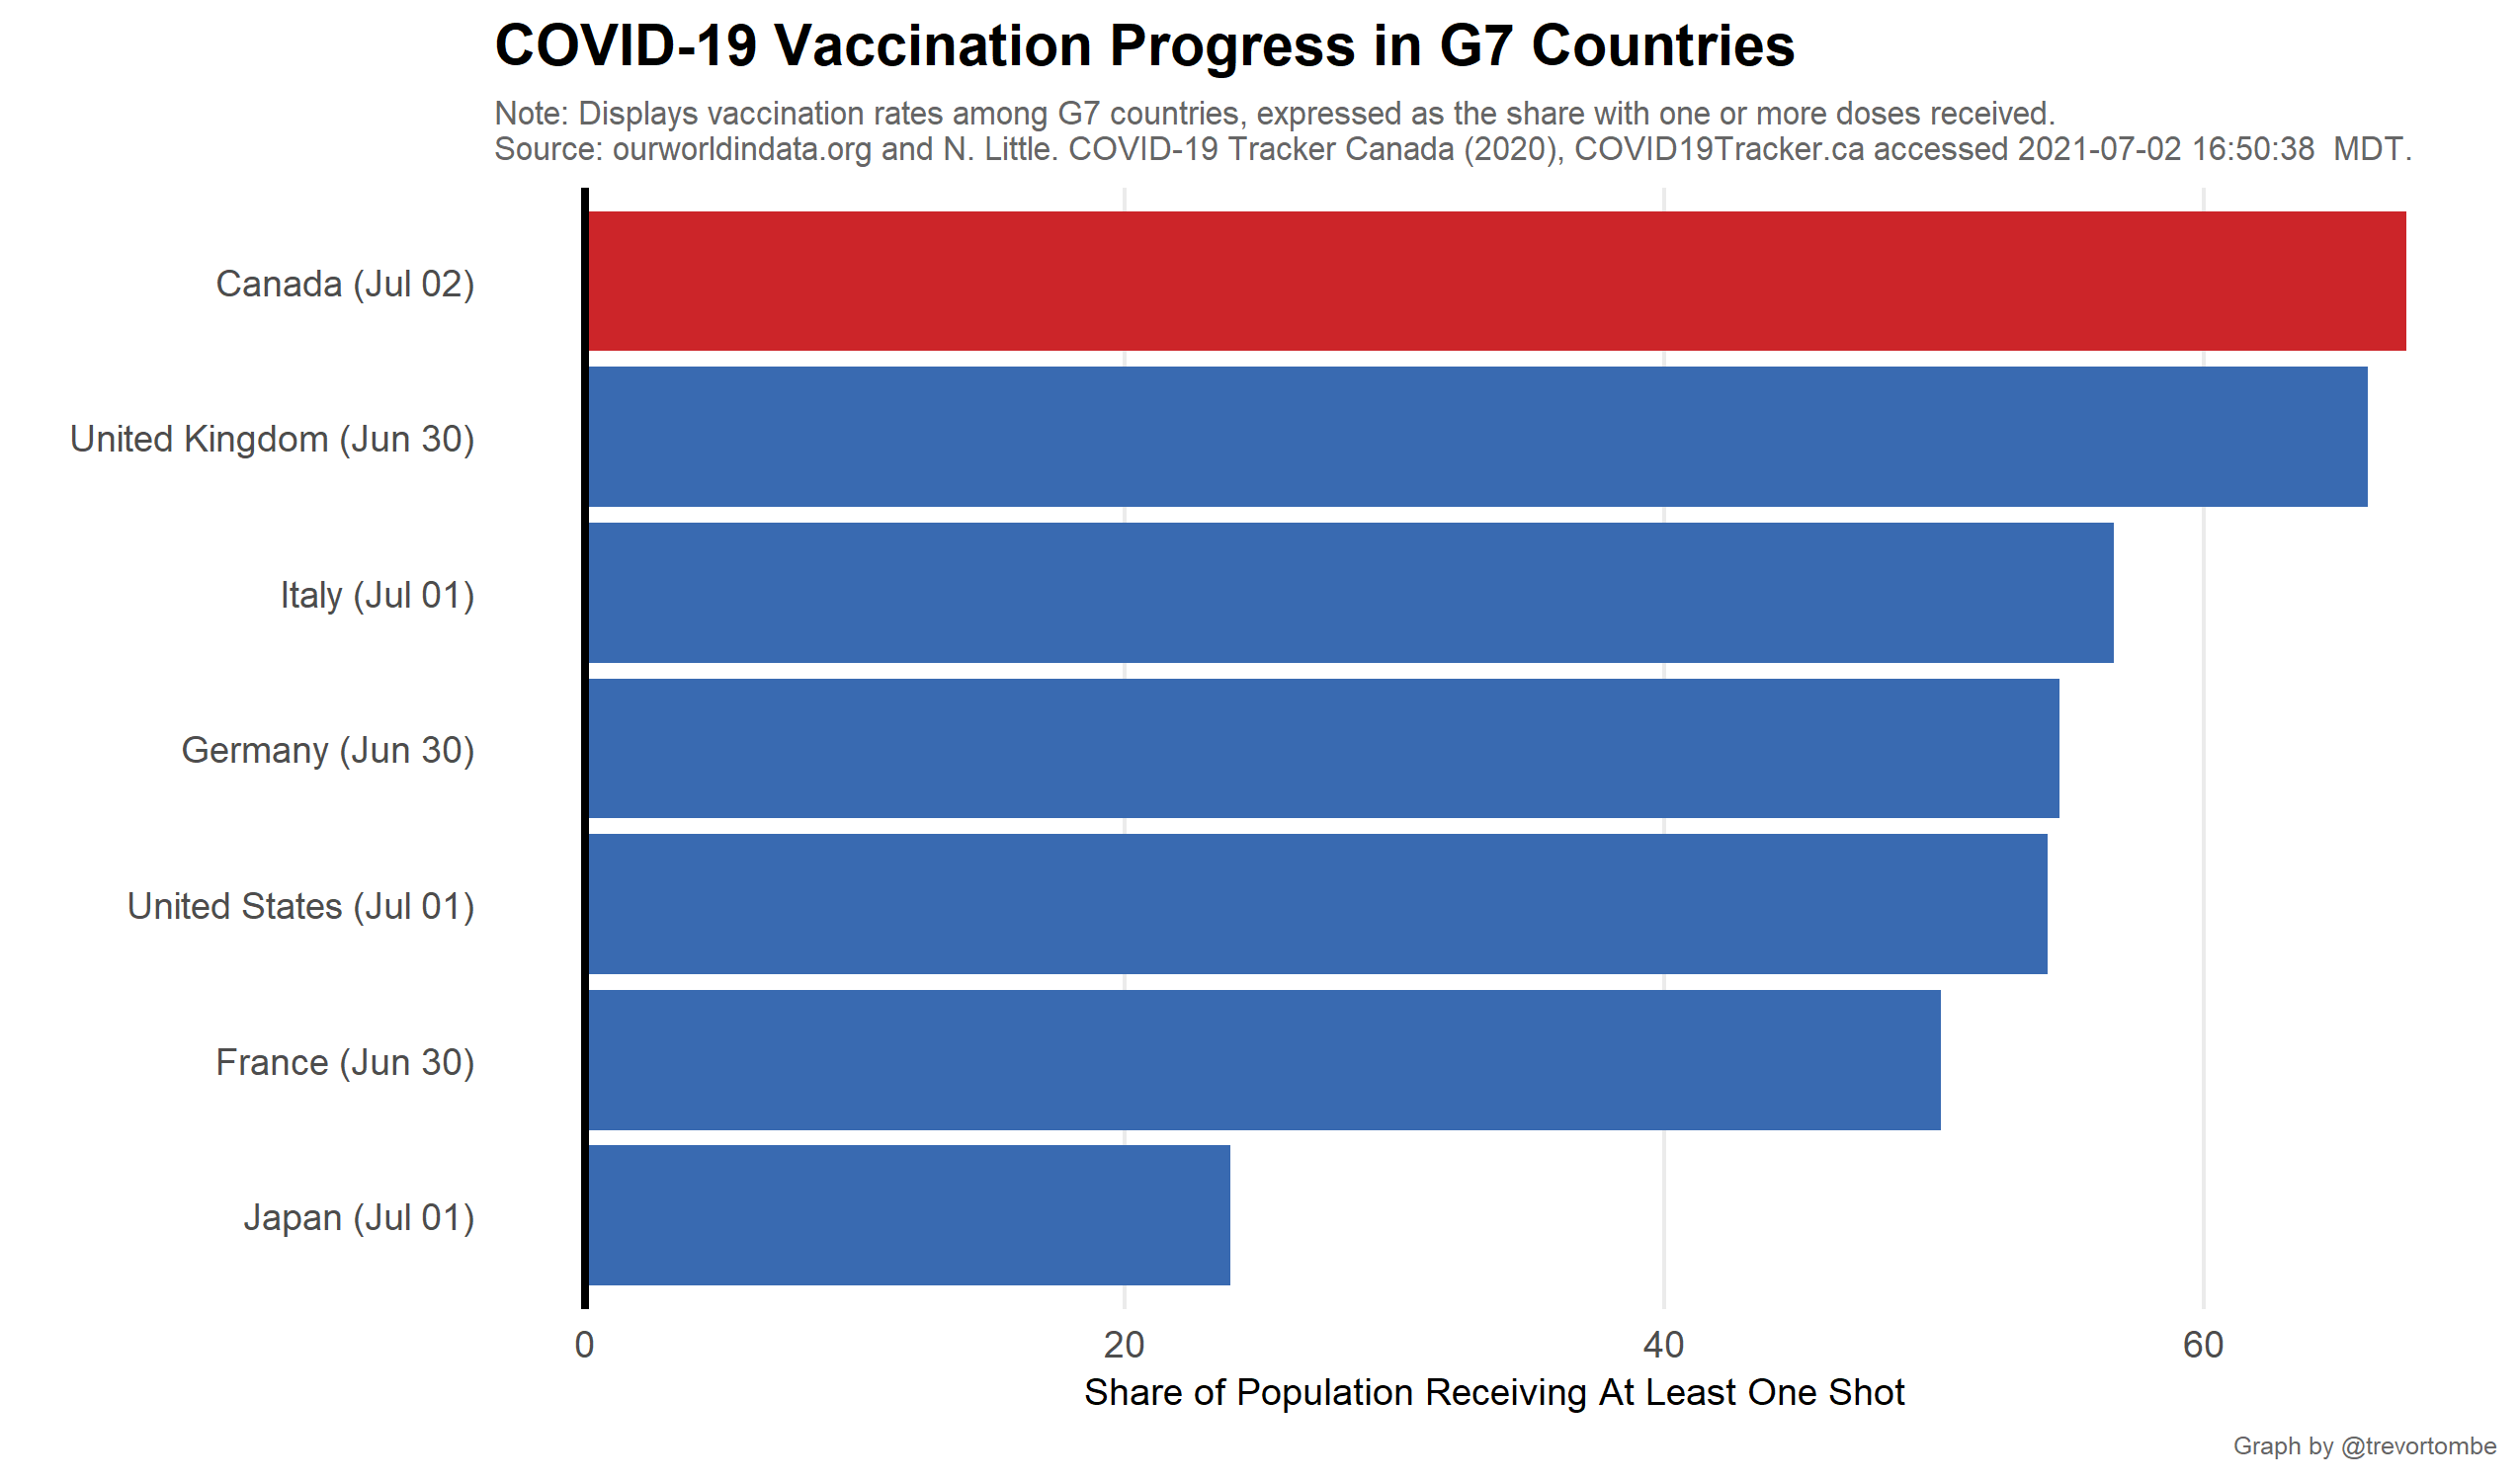 COVID-19 Vaccination Progress in G7 Countries
Note: Displays vaccination rates among G7 countries, expressed as the share with one or more doses received.
Source: ourworldindata.org and N. Little. COVID-19 Tracker Canada (2020), COVID19Tracker.ca accessed 2021-07-02 16:50:38  MDT.
Canada (Jul 02)
United Kingdom (Jun 30)
Italy (Jul 01)
Germany (Jun 30)
United States (Jul 01)
France (Jun 30)
Japan (Jul 01)
0 20 40 60
Share of Population Receiving At Least One Shot
Graph by @trevortombe